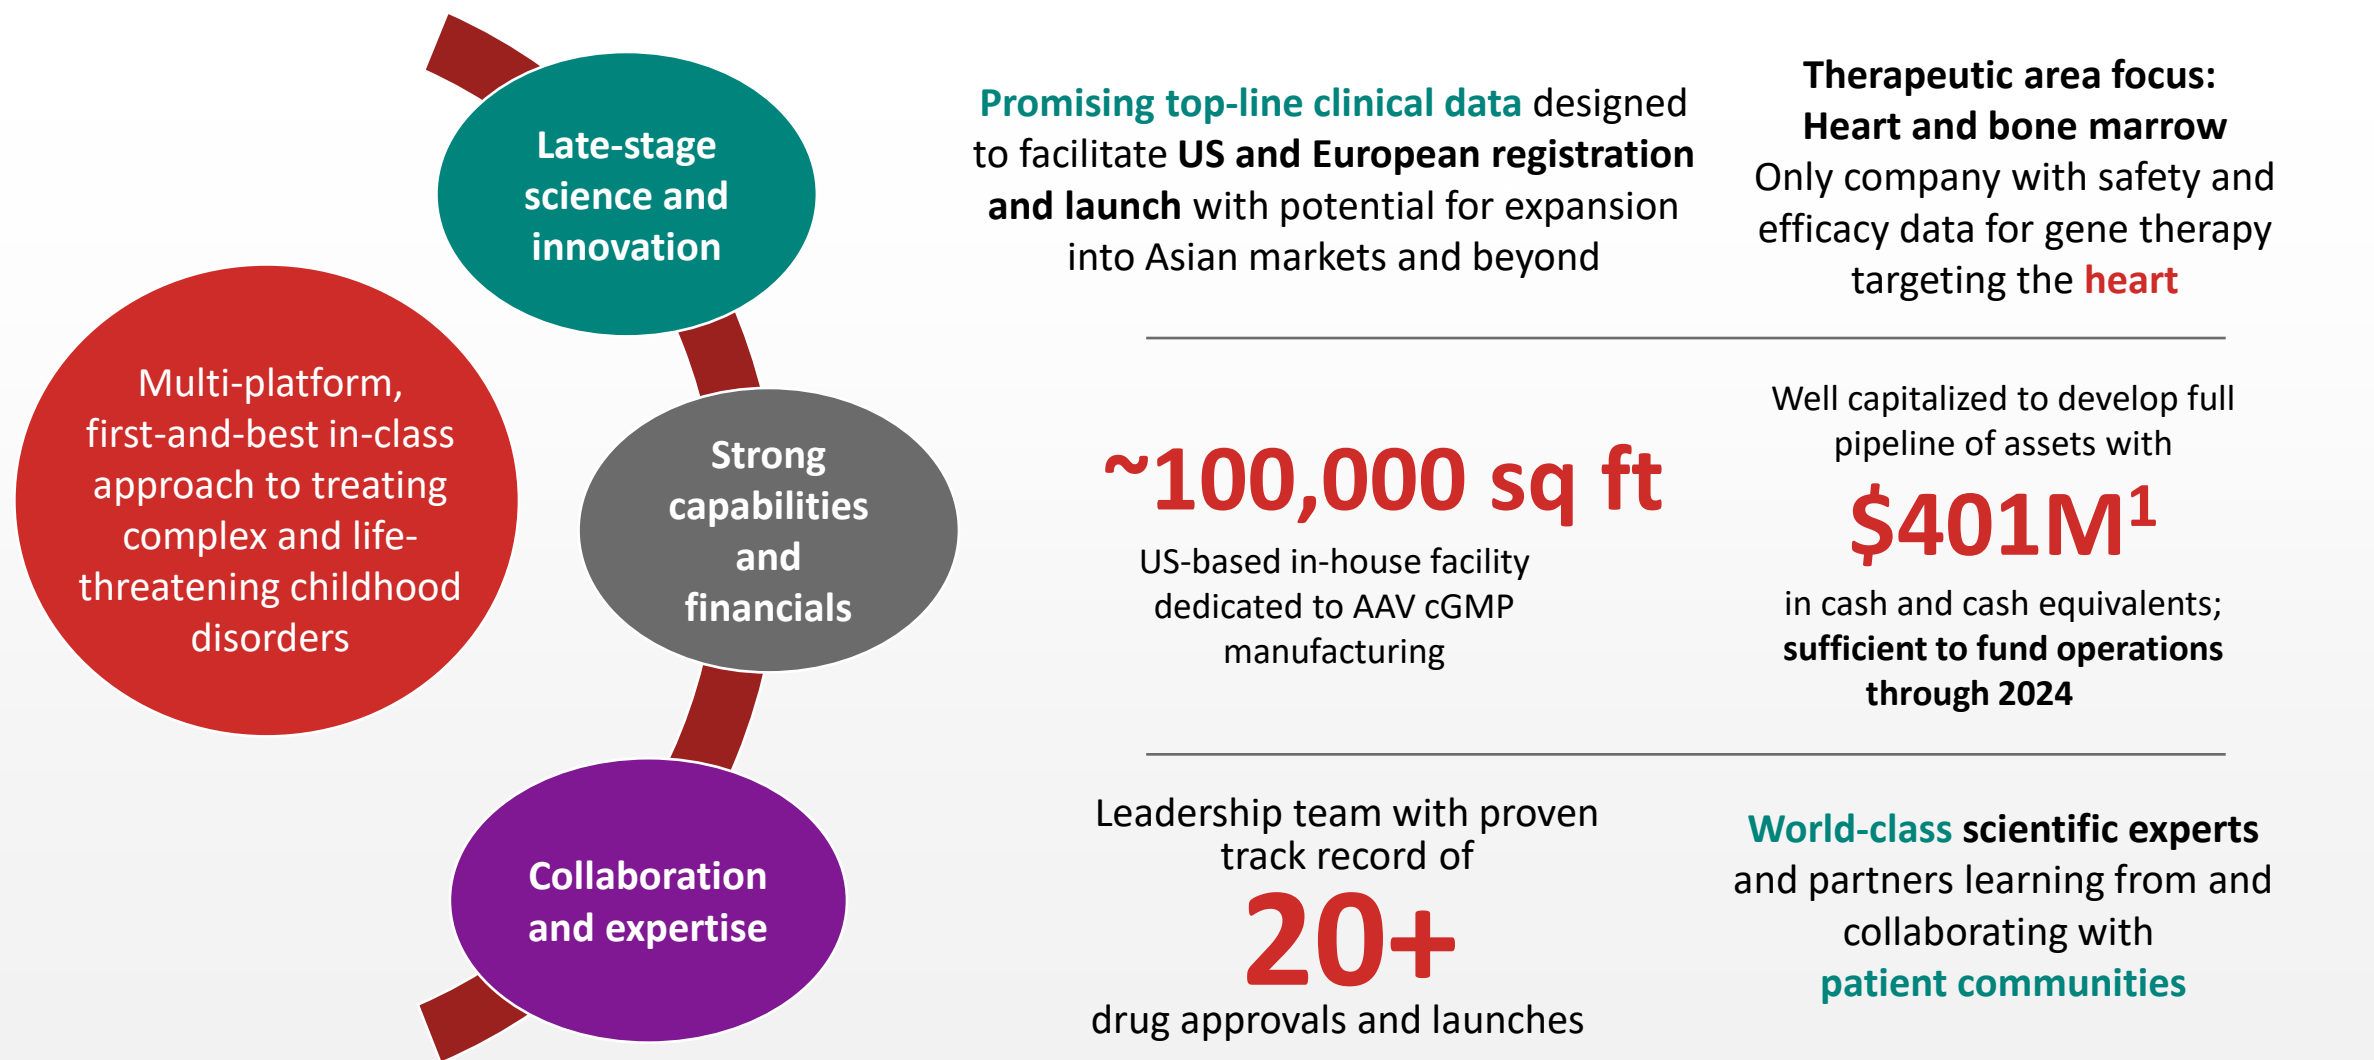 Multi-platform,
first-and-best in-class
approach to treating
complex and life-
threatening childhood
disorders
Late-stage
science and
innovation
Promising top-line clinical data designed
to facilitate US and European registration
and launch with potential for expansion
into Asian markets and beyond
Therapeutic area focus:
Heart and bone marrow
Only company with safety and
efficacy data for gene therapy
targeting the heart
Strong
capabilities
and
financials
~100,000 sq ft
US-based in-house facility
dedicated to AAV cGMP
manufacturing
Well capitalized to develop full
pipeline of assets with
$401M¹
in cash and cash equivalents;
sufficient to fund operations
through 2024
Collaboration
and expertise
Leadership team with proven
track record of
20+
drug approvals and launches
World-class scientific experts
and partners learning from and
collaborating with
patient communities